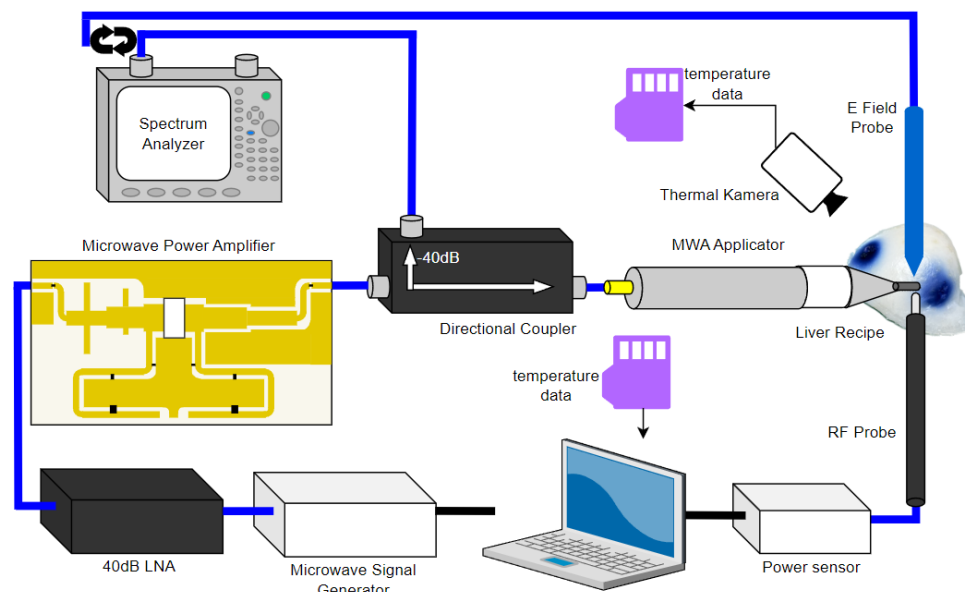 Spectrum
Analyzer
temperature
data
E Field
Probe
Thermal Kamera
Microwave Power Amplifier
-40dB
MWA Applicator
Directional Coupler
Liver Recipe
temperature
data
RF Probe
40dB LNA
Microwave Signal
Generator
Power sensor